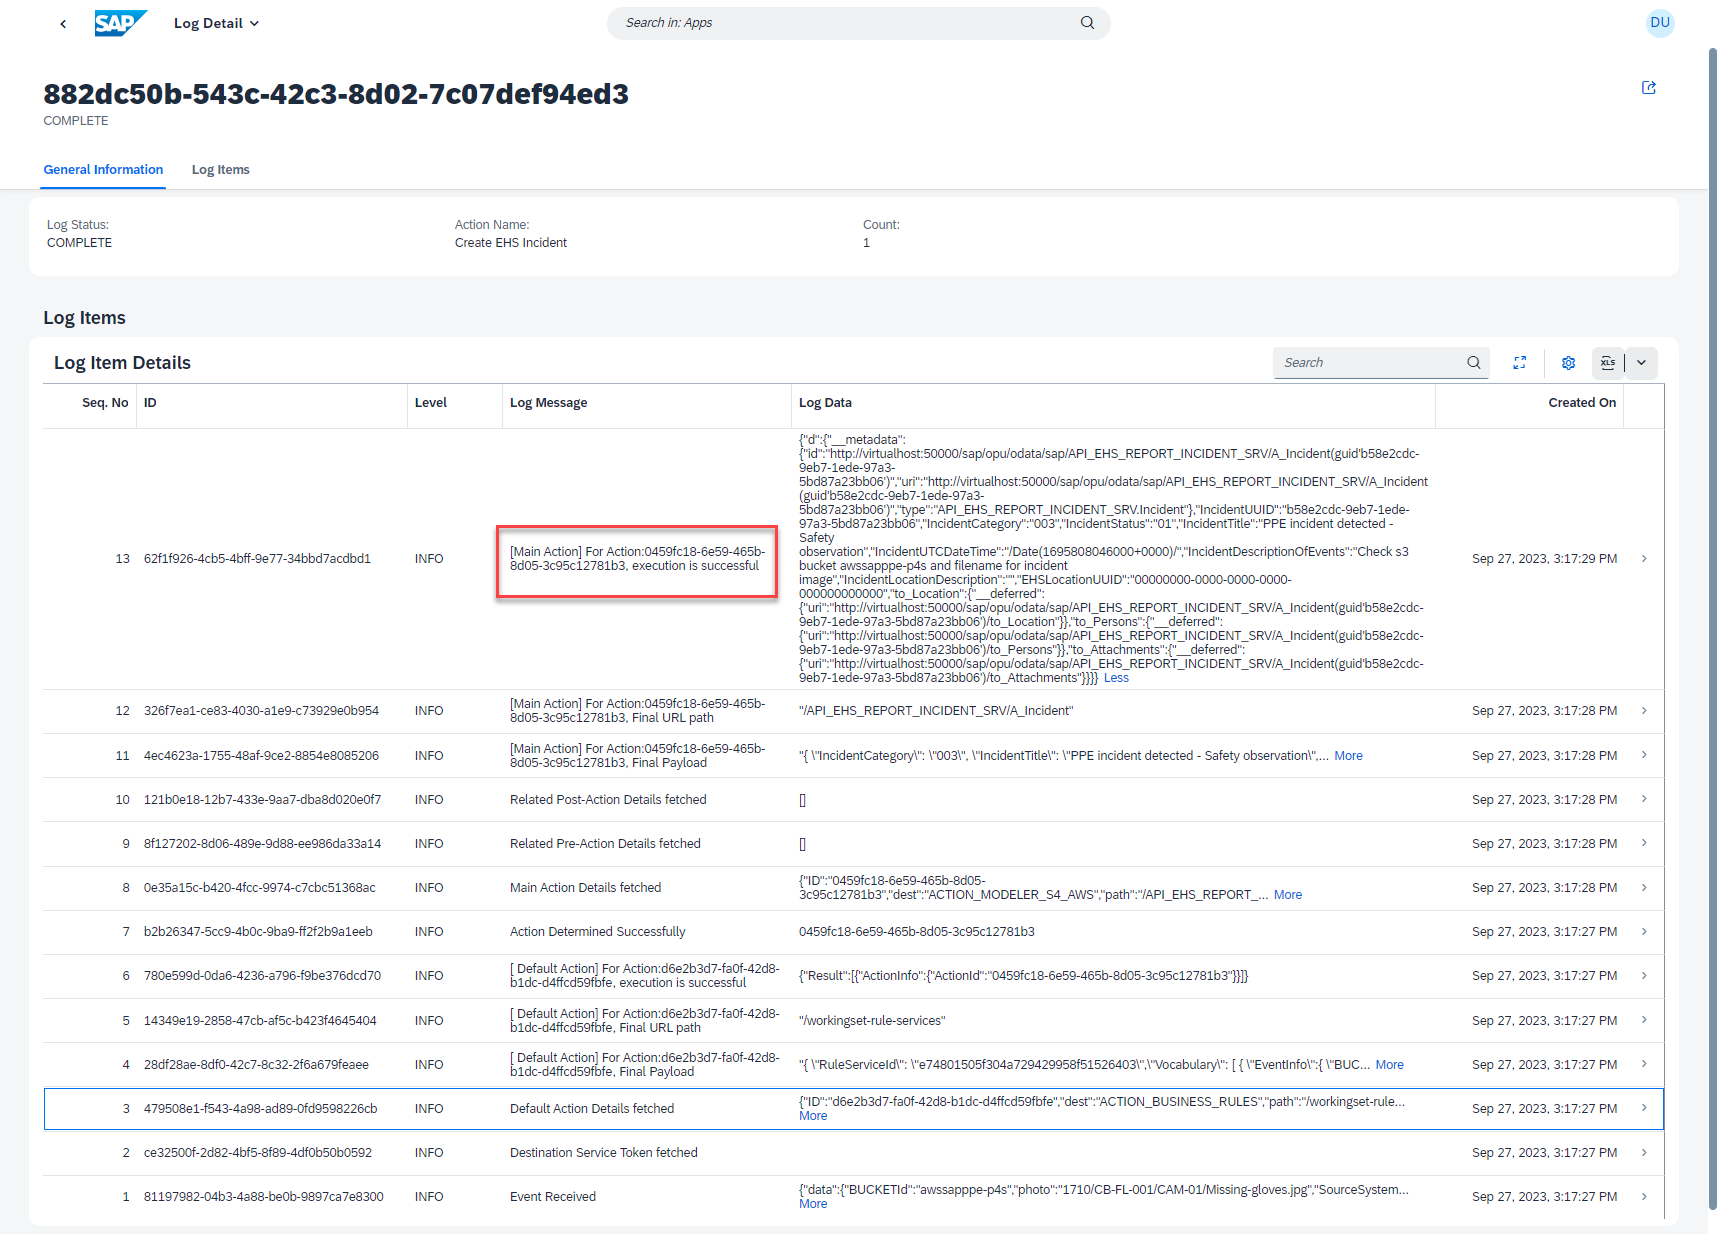 SAP Log Detail
Search in: Apps
DU
882dc50b-543c-42c3-8d02-7c07def94ed3
COMPLETE
General Information Log Items
Log Status: Action Name: Count:
COMPLETE Create EHS Incident 1
Log Items
Log Item Details
Search
XLS
Seq. No ID Level Log Message Log Data Created On
13 62f1f926-4cb5-4bff-9e77-34bbd7acdbd1 INFO
[Main Action] For Action:0459fc18-6e59-465b-
8d05-3c95c12781b3, execution is successful
{"d":{"__metadata":
{"id":"http://virtualhost:50000/sap/opu/odata/sap/API_EHS_REPORT_INCIDENT_SRV/A_Incident(guid'b58e2cdc-
9eb7-1ede-97a3-
5bd87a23bb06')","uri":"http://virtualhost:50000/sap/opu/odata/sap/API_EHS_REPORT_INCIDENT_SRV/A_Incident
(guid'b58e2cdc-9eb7-1ede-97a3-
5bd87a23bb06')","type":"API_EHS_REPORT_INCIDENT_SRV.Incident"},"IncidentUUID":"b58e2cdc-9eb7-1ede-
97a3-5bd87a23bb06","IncidentCategory":"003","IncidentStatus":"01","IncidentTitle":"PPE incident detected -
Safety
observation","IncidentUTCDateTime":"/Date(1695808046000+0000)/","IncidentDescriptionOfEvents":"Check s3
bucket awssapppe-p4s and filename for incident
image","IncidentLocationDescription":"","EHSLocationUUID":"00000000-0000-0000-0000-
000000000000","to_Location":{"__deferred":
{"uri":"http://virtualhost:50000/sap/opu/odata/sap/API_EHS_REPORT_INCIDENT_SRV/A_Incident(guid'b58e2cdc-
9eb7-1ede-97a3-5bd87a23bb06')/to_Location"}},"to_Persons":{"__deferred":
{"uri":"http://virtualhost:50000/sap/opu/odata/sap/API_EHS_REPORT_INCIDENT_SRV/A_Incident(guid'b58e2cdc-
9eb7-1ede-97a3-5bd87a23bb06')/to_Persons"}},"to_Attachments":{"__deferred":
{"uri":"http://virtualhost:50000/sap/opu/odata/sap/API_EHS_REPORT_INCIDENT_SRV/A_Incident(guid'b58e2cdc-
9eb7-1ede-97a3-5bd87a23bb06')/to_Attachments"}}}} Less
Sep 27, 2023, 3:17:29 PM
12 326f7ea1-ce83-4030-a1e9-c73929e0b954 INFO
[Main Action] For Action:0459fc18-6e59-465b-
8d05-3c95c12781b3, Final URL path
"/API_EHS_REPORT_INCIDENT_SRV/A_Incident"
Sep 27, 2023, 3:17:28 PM
11 4ec4623a-1755-48af-9ce2-8854e8085206 INFO
[Main Action] For Action:0459fc18-6e59-465b-
8d05-3c95c12781b3, Final Payload
"{ \"IncidentCategory\": \"003\", \"IncidentTitle\": \"PPE incident detected - Safety observation\",... More
Sep 27, 2023, 3:17:28 PM
10 121b0e18-12b7-433e-9aa7-dba8d020e0f7 INFO Related Post-Action Details fetched [] Sep 27, 2023, 3:17:28 PM
9 8f127202-8d06-489e-9d88-ee986da33a14 INFO Related Pre-Action Details fetched [] Sep 27, 2023, 3:17:28 PM
8 0e35a15c-b420-4fcc-9974-c7cbc51368ac INFO Main Action Details fetched
{"ID":"0459fc18-6e59-465b-8d05-
3c95c12781b3","dest":"ACTION_MODELER_S4_AWS","path":"/API_EHS_REPORT_... More
Sep 27, 2023, 3:17:28 PM
7 b2b26347-5cc9-4b0c-9ba9-ff2f2b9a1eeb INFO Action Determined Successfully 0459fc18-6e59-465b-8d05-3c95c12781b3 Sep 27, 2023, 3:17:27 PM
6 780e599d-0da6-4236-a796-f9be376dcd70 INFO
[ Default Action] For Action:d6e2b3d7-fa0f-42d8-
b1dc-d4ffcd59fbfe, execution is successful
{"Result":[{"ActionInfo":{"ActionId":"0459fc18-6e59-465b-8d05-3c95c12781b3"}}]}
Sep 27, 2023, 3:17:27 PM
5 14349e19-2858-47cb-af5c-b423f4645404 INFO
[ Default Action] For Action:d6e2b3d7-fa0f-42d8-
b1dc-d4ffcd59fbfe, Final URL path
"/workingset-rule-services"
Sep 27, 2023, 3:17:27 PM
4 28df28ae-8df0-42c7-8c32-2f6a679feaee INFO
[ Default Action] For Action:d6e2b3d7-fa0f-42d8-
b1dc-d4ffcd59fbfe, Final Payload
"{ \"RuleServiceId\": \"e74801505f304a729429958f51526403\",\"Vocabulary\": [ { \"EventInfo\":{ \"BUC... More
Sep 27, 2023, 3:17:27 PM
3 479508e1-f543-4a98-ad89-0fd9598226cb INFO Default Action Details fetched
{"ID":"d6e2b3d7-fa0f-42d8-b1dc-d4ffcd59fbfe","dest":"ACTION_BUSINESS_RULES","path":"/workingset-rule...
More
Sep 27, 2023, 3:17:27 PM
2 ce32500f-2d82-4bf5-8f89-4df0b50b0592 INFO Destination Service Token fetched Sep 27, 2023, 3:17:27 PM
1 81197982-04b3-4a88-be0b-9897ca7e8300 INFO Event Received
{"data":{"BUCKETId":"awssapppe-p4s","photo":"1710/CB-FL-001/CAM-01/Missing-gloves.jpg","SourceSystem...
More
Sep 27, 2023, 3:17:27 PM